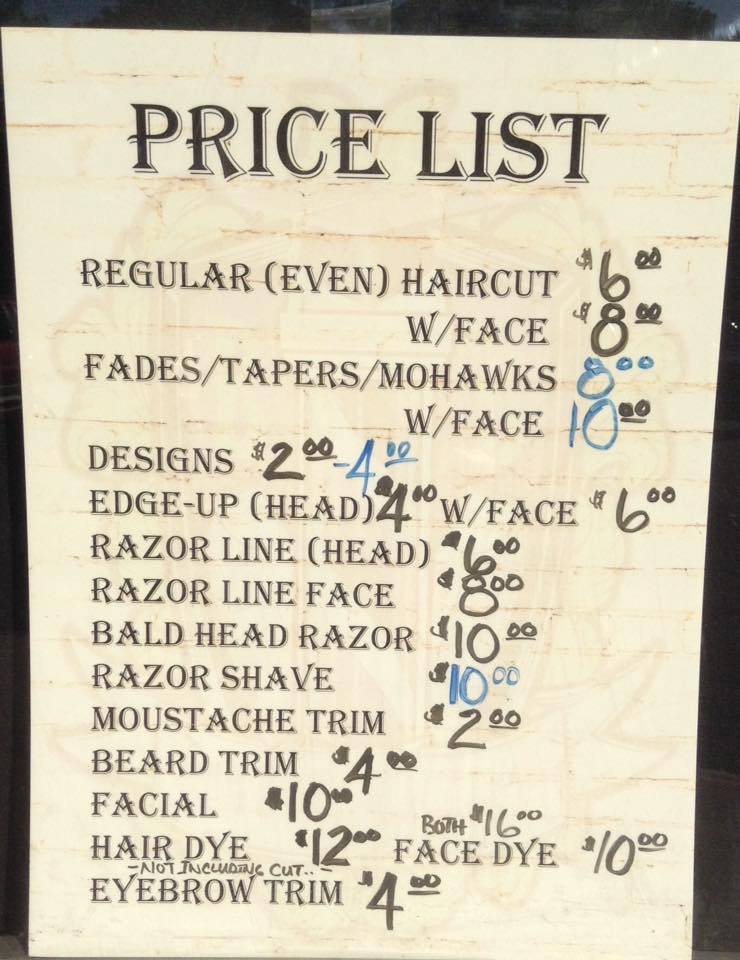 PRICE LIST
REGULAR (EVEN) HAIRCUT $6.00
W/FACE $8.00
FADES/TAPERS/MOHAWKS 8.00
W/FACE 10.00
DESIGNS $2.00-4.00
EDGE-UP (HEAD) $4.00 W/FACE $6.00
RAZOR LINE (HEAD) $6.00
RAZOR LINE FACE $8.00
BALD HEAD RAZOR $10.00
RAZOR SHAVE $10.00
MOUSTACHE TRIM $2.00
BEARD TRIM $4.00
FACIAL $10.00
BOTH $16.00
HAIR DYE $12.00 FACE DYE $10.00
-NOT INCLUDING CUT..-
EYEBROW TRIM $4.00